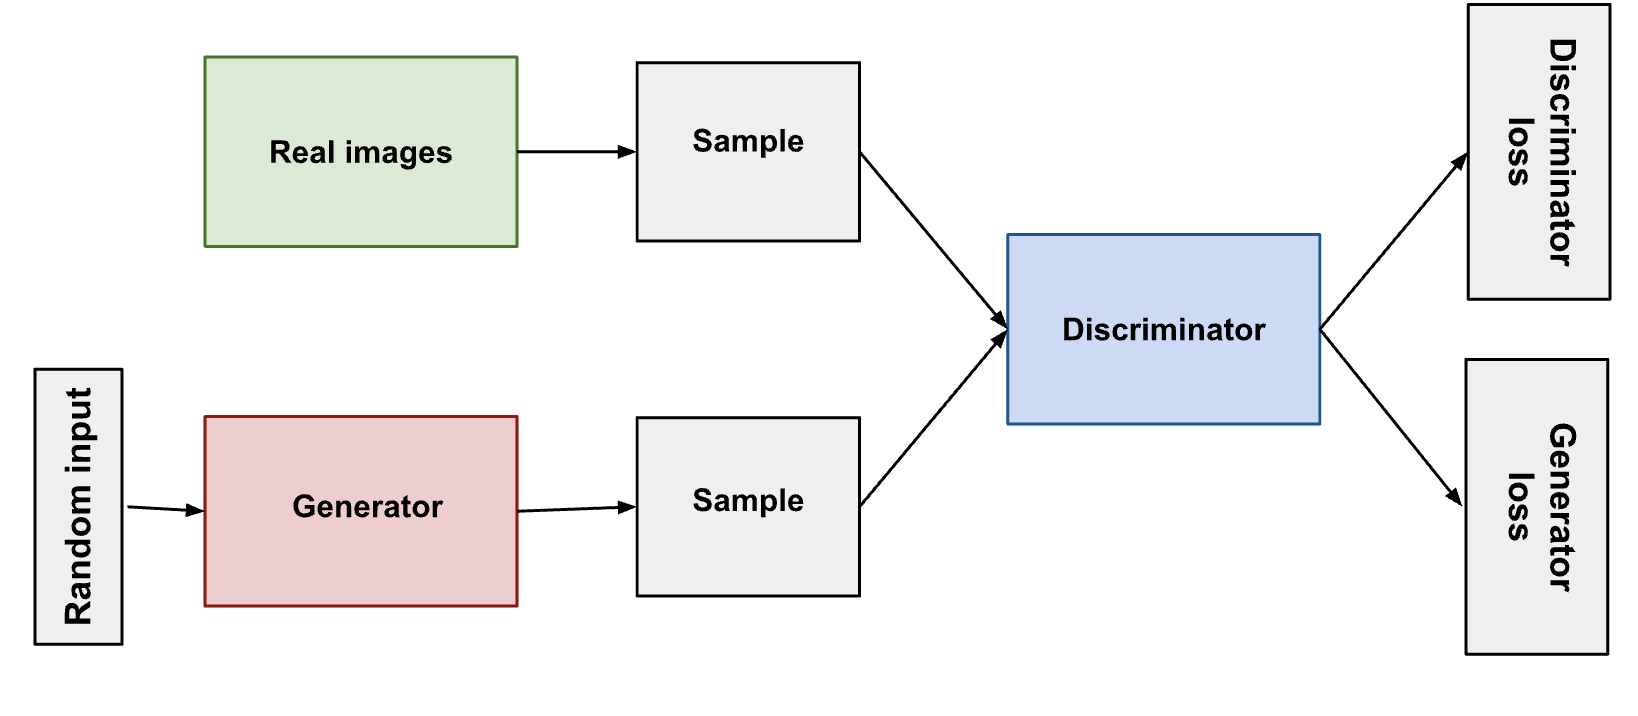 Real images
Sample
Discriminator
loss
Discriminator
Random input
Generator
Sample
Generator
loss